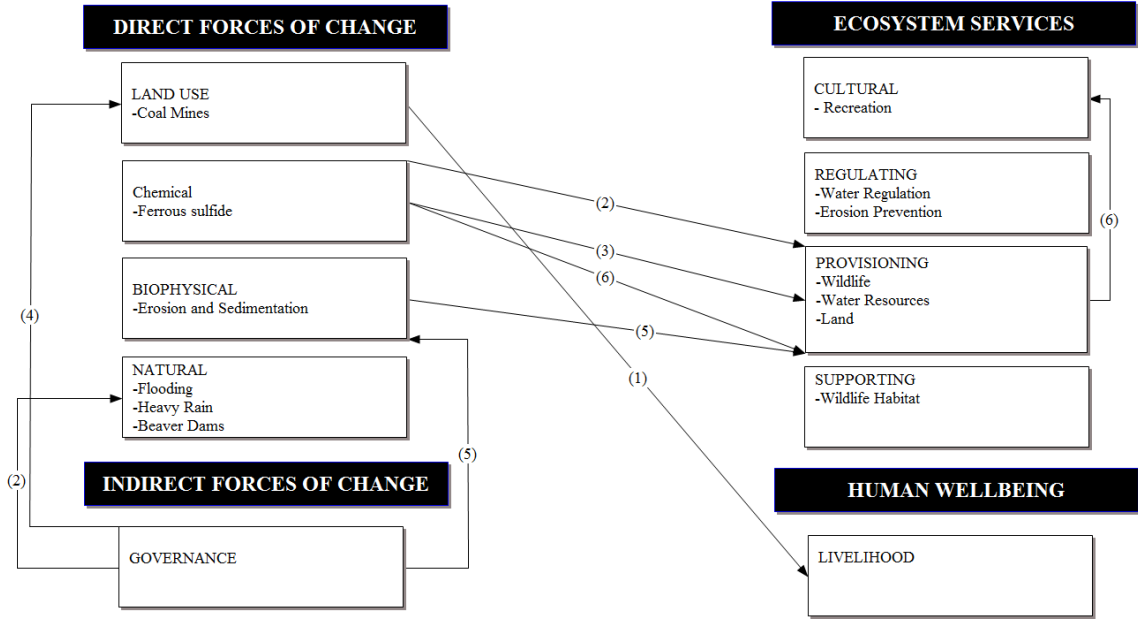 DIRECT FORCES OF CHANGE
LAND USE
-Coal Mines
Chemical
-Ferrous sulfide
BIOPHYSICAL
-Erosion and Sedimentation
NATURAL
-Flooding
-Heavy Rain
-Beaver Dams
INDIRECT FORCES OF CHANGE
GOVERNANCE
(4)
(2)
(5)
(2)
(3)
(6)
(5)
(1)
ECOSYSTEM SERVICES
CULTURAL
- Recreation
REGULATING
-Water Regulation
-Erosion Prevention
PROVISIONING
-Wildlife
-Water Resources
-Land
SUPPORTING
-Wildlife Habitat
(6)
HUMAN WELLBEING
LIVELIHOOD